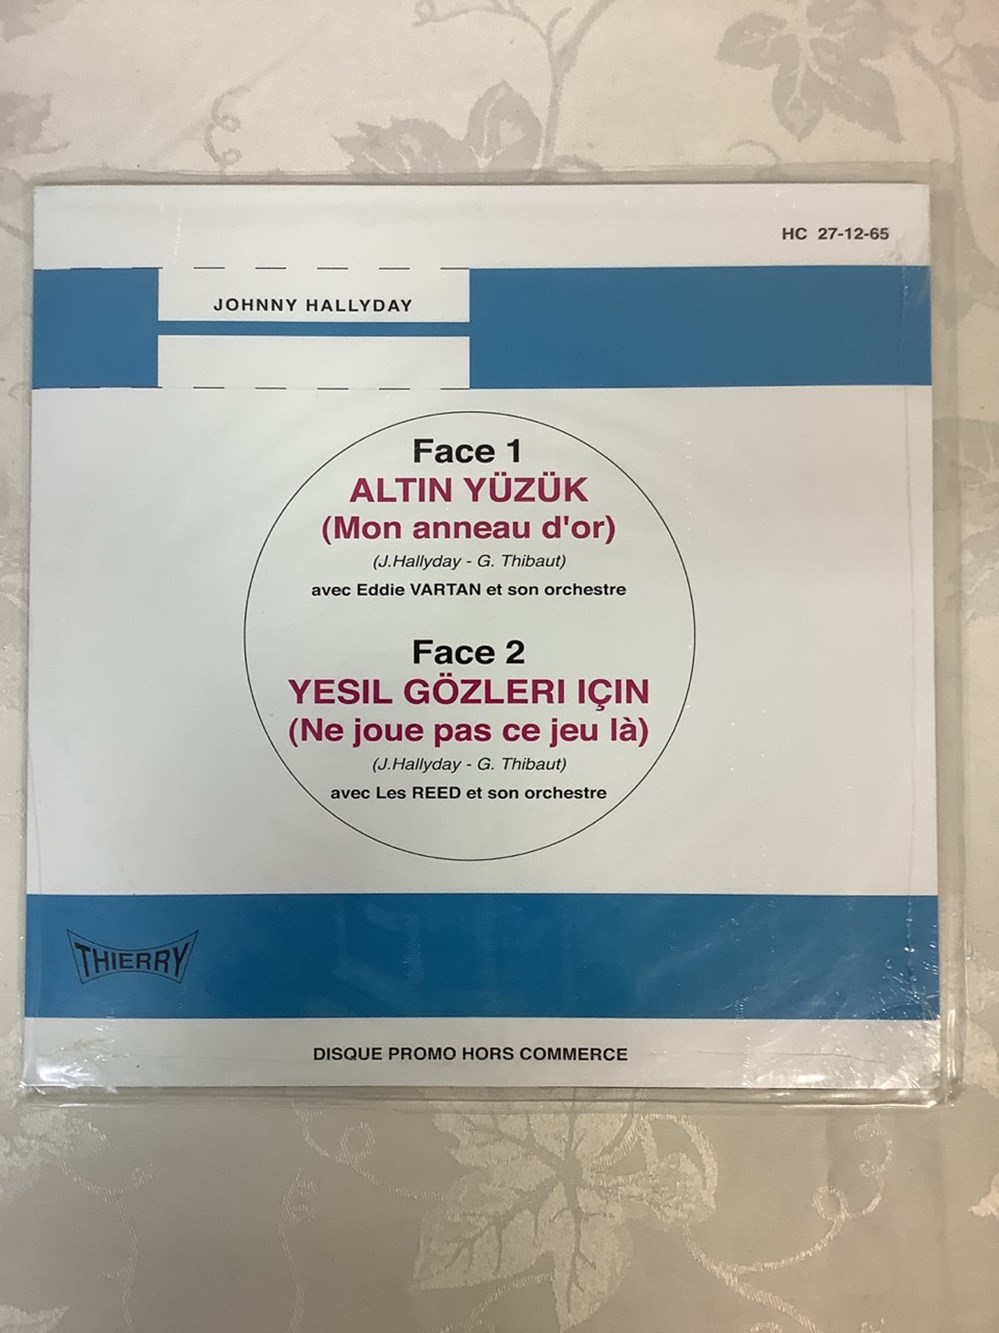 HC 27-12-65
JOHNNY HALLYDAY
Face 1
ALTIN YÜZÜK
(Mon anneau d'or)
(J.Hallyday - G. Thibaut)
avec Eddie VARTAN et son orchestre
Face 2
YESIL GÖZLERI IÇIN
(Ne joue pas ce jeu là)
(J.Hallyday - G. Thibaut)
avec Les REED et son orchestre
THIERRY
DISQUE PROMO HORS COMMERCE